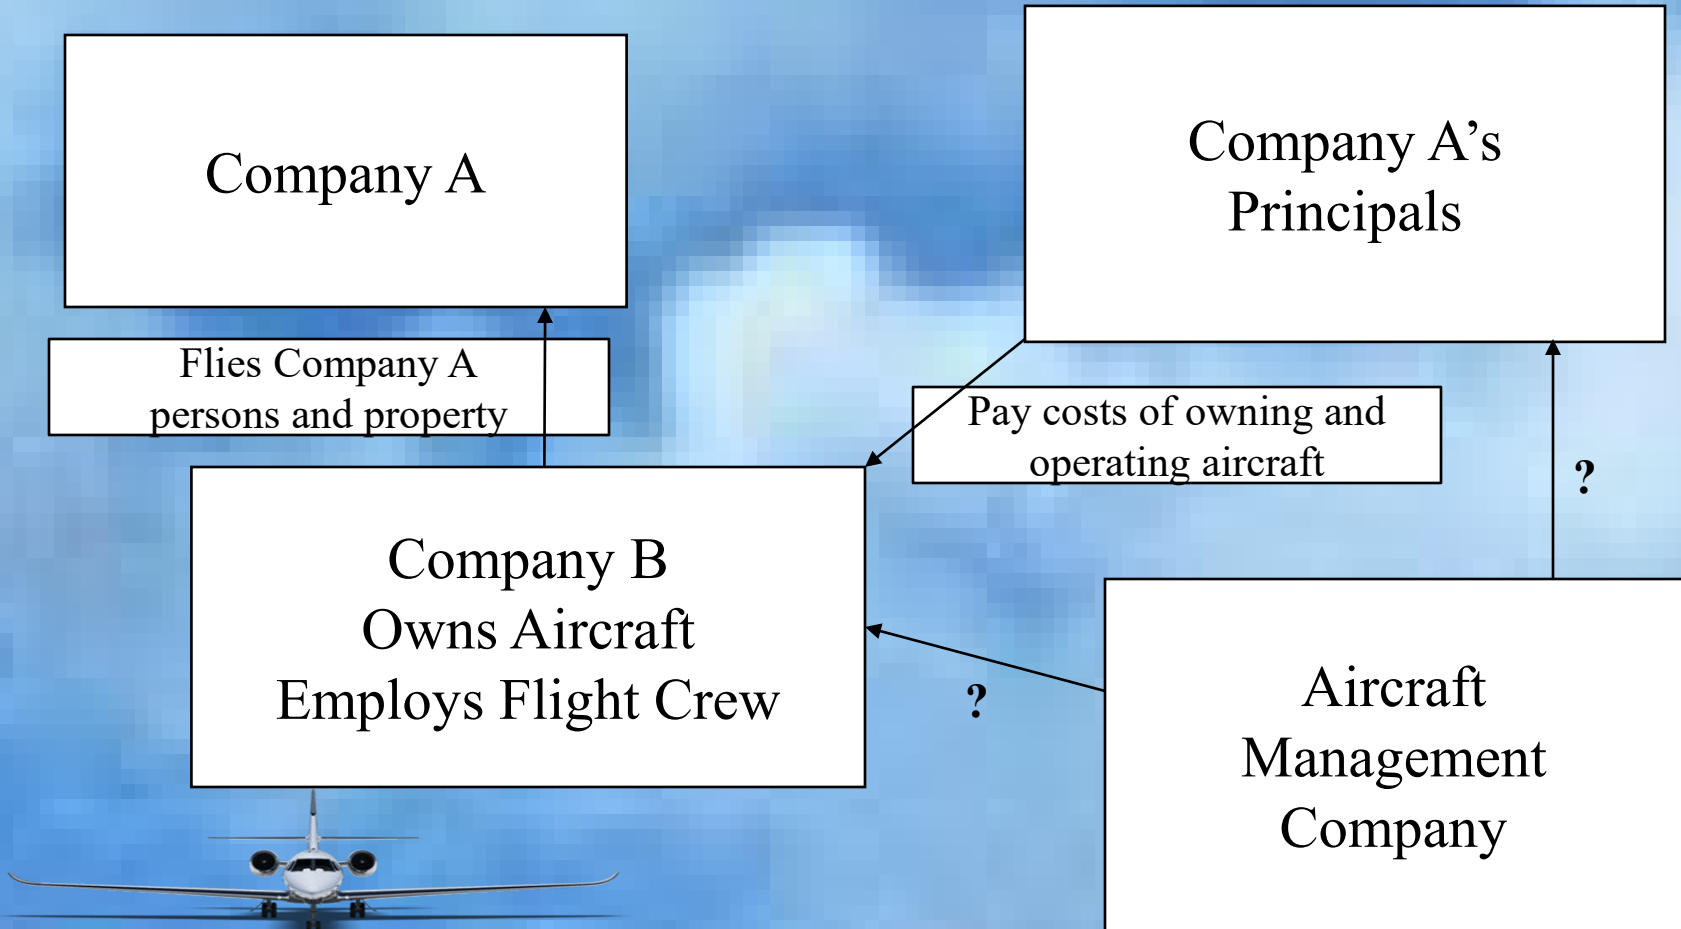 Company A
Company A’s
Principals
Flies Company A
persons and property
Pay costs of owning and
operating aircraft
?
Company B
Owns Aircraft
Employs Flight Crew
?
Aircraft
Management
Company